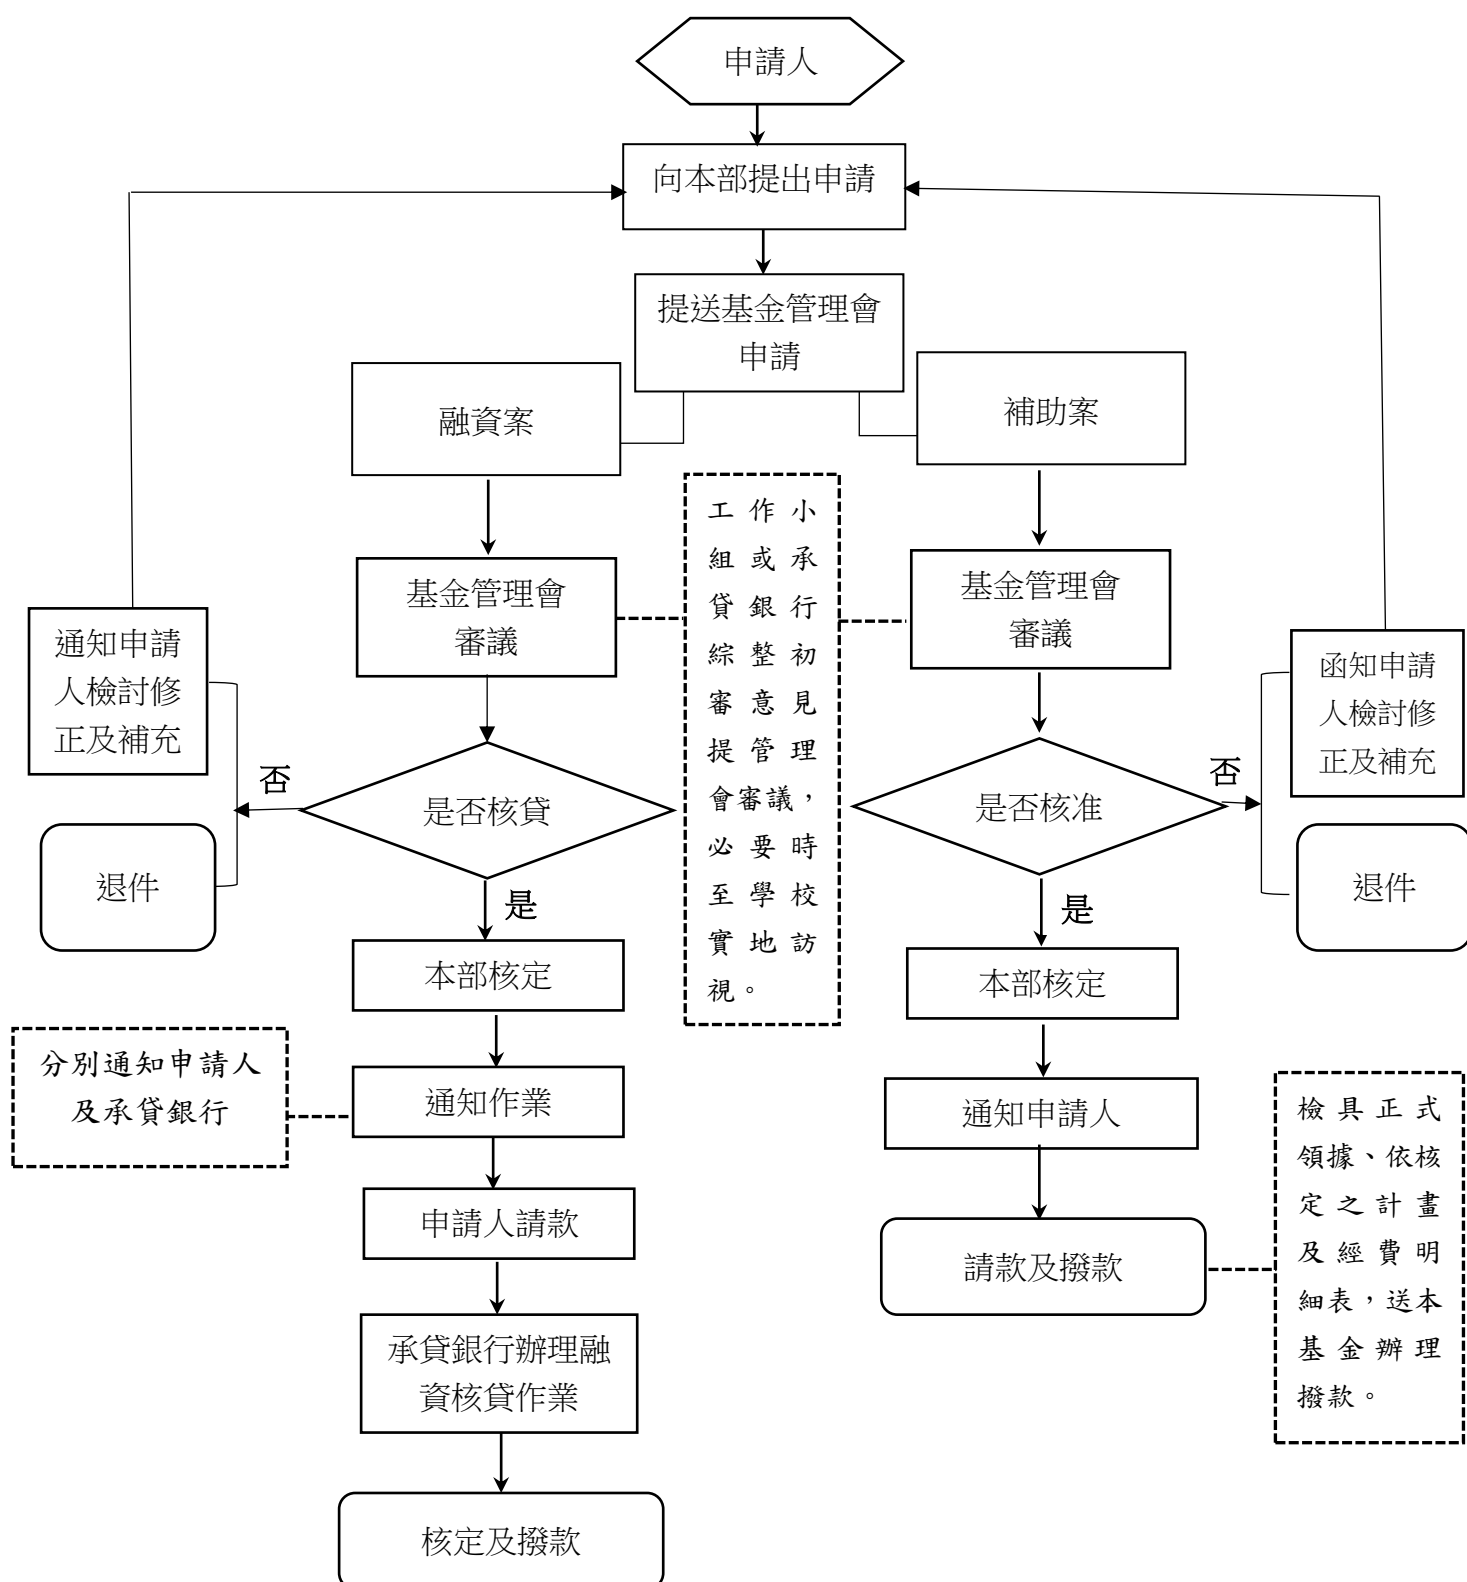 申請人
向本部提出申請
提送基金管理會
申請
融資案
補助案
工作小
組或承
貸銀行
綜整初
審意見
提管理
會審議，
必要時
至學校
實地訪
視。
基金管理會
審議
基金管理會
審議
通知申請
人檢討修
正及補充
函知申請
人檢討修
正及補充
否
是否核貸
否
是否核准
退件
退件
是
是
本部核定
本部核定
分別通知申請人
及承貸銀行
通知作業
通知申請人
檢具正式
領據、依核
定之計畫
及經費明
細表，送本
基金辦理
撥款。
申請人請款
請款及撥款
承貸銀行辦理融
資核貸作業
核定及撥款